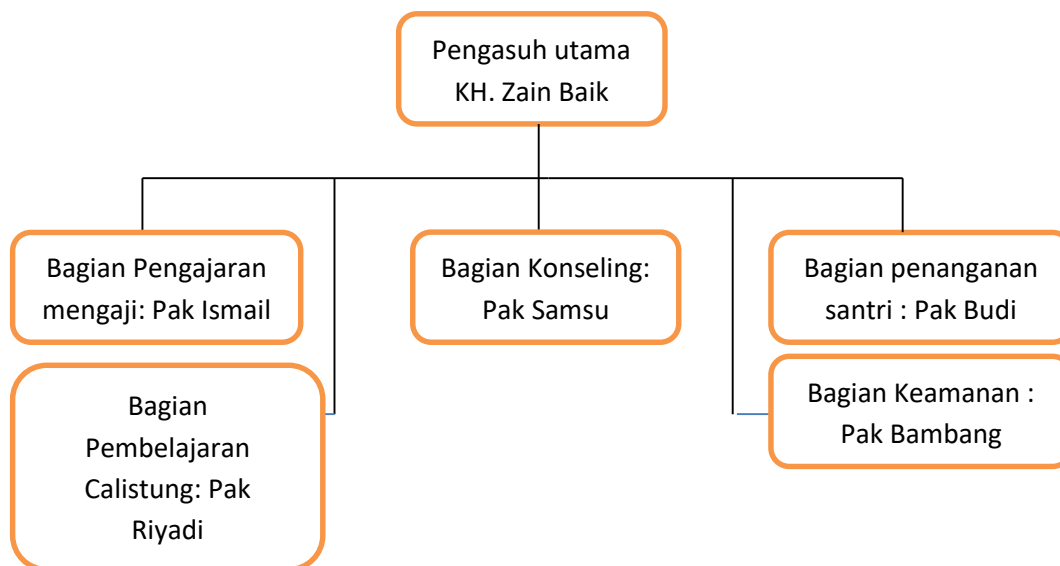 Pengasuh utama
KH. Zain Baik
Bagian Pengajaran
mengaji: Pak Ismail
Bagian Konseling:
Pak Samsu
Bagian penanganan
santri : Pak Budi
Bagian
Pembelajaran
Calistung: Pak
Riyadi
Bagian Keamanan :
Pak Bambang